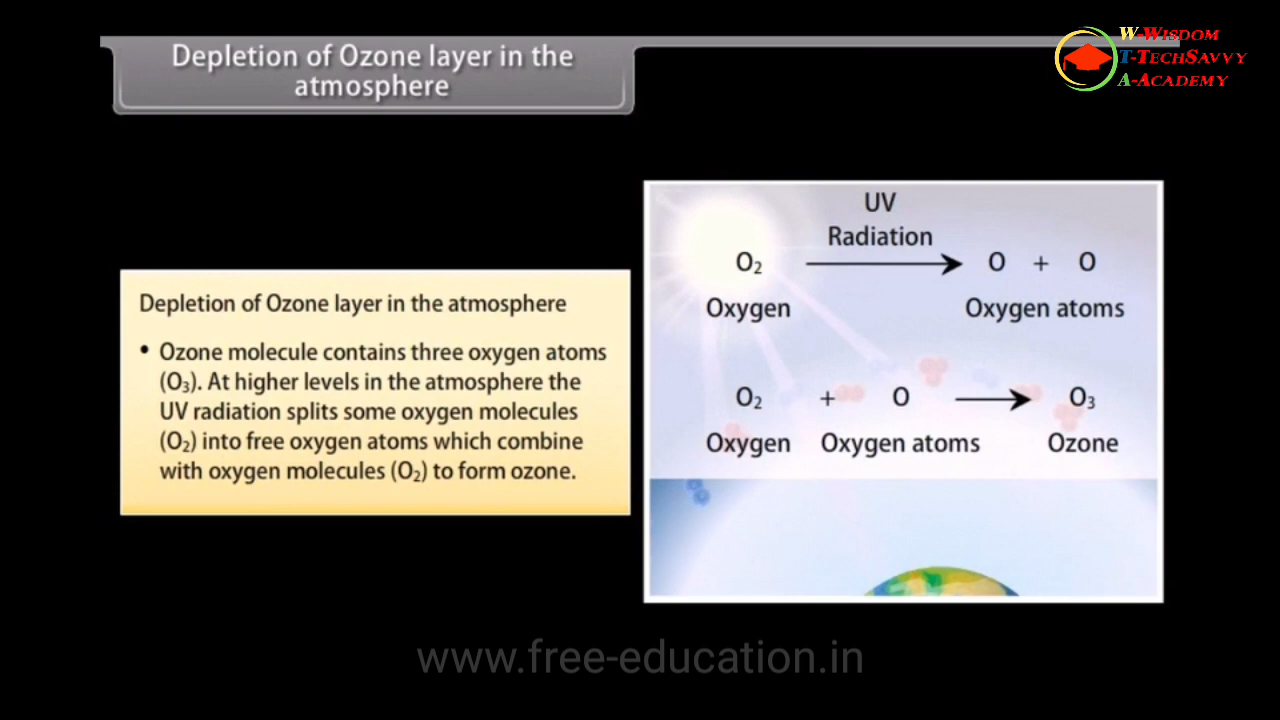 Depletion of Ozone layer in the
atmosphere
W-Wisdom
T-TechSavvy
A-Academy
Depletion of Ozone layer in the atmosphere
• Ozone molecule contains three oxygen atoms
(O₃). At higher levels in the atmosphere the
UV radiation splits some oxygen molecules
(O₂) into free oxygen atoms which combine
with oxygen molecules (O₂) to form ozone.
UV
Radiation
O₂ → O + O
Oxygen Oxygen atoms
O₂ + O → O₃
Oxygen Oxygen atoms Ozone
www.free-education.in